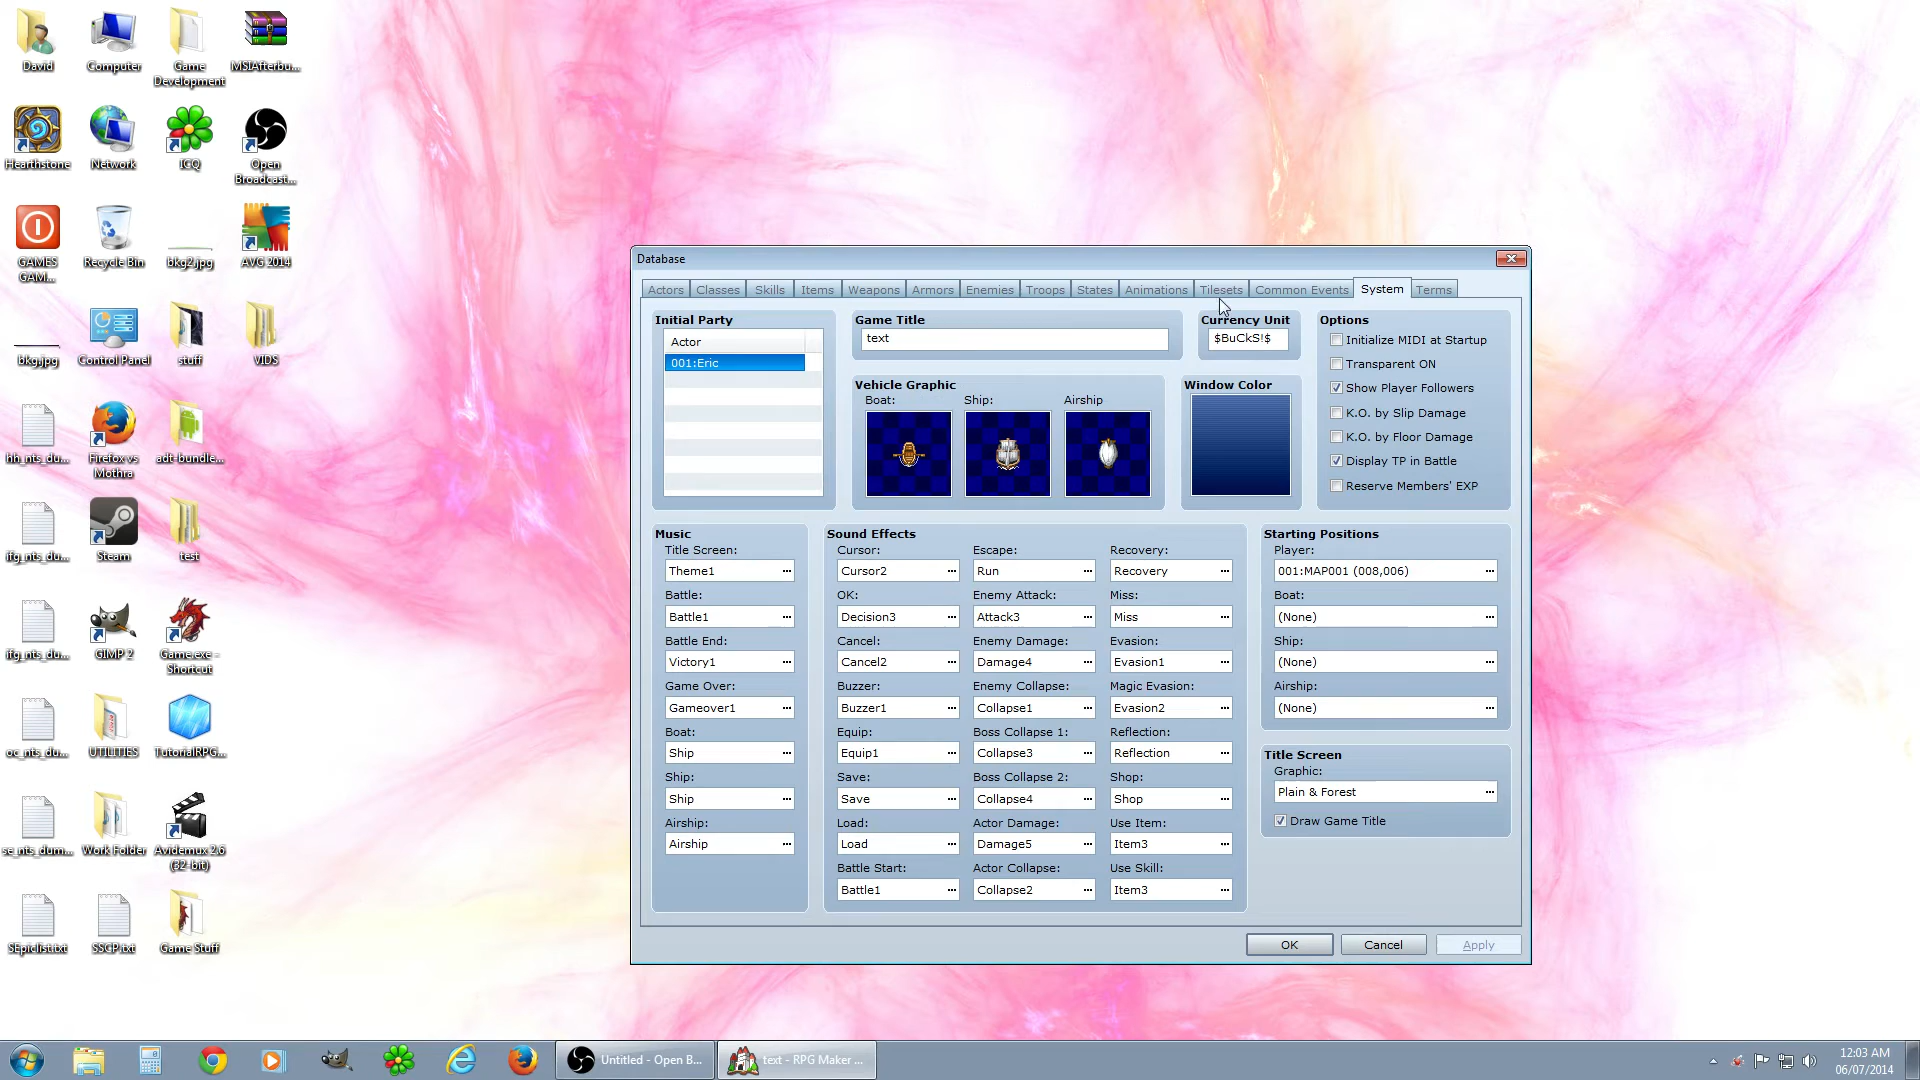 David
Computer
Game
Development
MSIAfterbu...
Hearthstone
Network
ICQ
Open
Broadcast...
GAMES
GAM...
Recycle Bin
bkg2.jpg
AVG 2014
bkg.jpg
Control Panel
stuff
VIDS
hh_nts_du...
Firefox vs
Mothra
adt-bundle...
ifg_nts_du...
Steam
test
ifg_nts_du...
GIMP 2
Game.exe -
Shortcut
oc_nts_du...
UTILITIES
TutorialRPG...
se_nts_dum...
Work Folder
Avidemux 2.6
(32-bit)
SEpiclist.txt
SSCP.txt
Game Stuff
Database
Actors
Classes
Skills
Items
Weapons
Armors
Enemies
Troops
States
Animations
Tilesets
Common Events
System
Terms
Initial Party
Actor
001:Eric
Game Title
text
Currency Unit
$BuCkS!$
Options
Initialize MIDI at Startup
Transparent ON
Show Player Followers
K.O. by Slip Damage
K.O. by Floor Damage
Display TP in Battle
Reserve Members' EXP
Vehicle Graphic
Boat:
Ship:
Airship
Window Color
Music
Title Screen:
Theme1 ...
Battle:
Battle1 ...
Battle End:
Victory1 ...
Game Over:
Gameover1 ...
Boat:
Ship ...
Ship:
Ship ...
Airship:
Airship ...
Sound Effects
Cursor:
Cursor2 ...
OK:
Decision3 ...
Cancel:
Cancel2 ...
Buzzer:
Buzzer1 ...
Equip:
Equip1 ...
Save:
Save ...
Load:
Load ...
Battle Start:
Battle1 ...
Escape:
Run ...
Enemy Attack:
Attack3 ...
Enemy Damage:
Damage4 ...
Enemy Collapse:
Collapse1 ...
Boss Collapse 1:
Collapse3 ...
Boss Collapse 2:
Collapse4 ...
Actor Damage:
Damage5 ...
Actor Collapse:
Collapse2 ...
Recovery:
Recovery ...
Miss:
Miss ...
Evasion:
Evasion1 ...
Magic Evasion:
Evasion2 ...
Reflection:
Reflection ...
Shop:
Shop ...
Use Item:
Item3 ...
Use Skill:
Item3 ...
Starting Positions
Player:
001:MAP001 (008,006) ...
Boat:
(None) ...
Ship:
(None) ...
Airship:
(None) ...
Title Screen
Graphic:
Plain & Forest ...
Draw Game Title
OK
Cancel
Apply
Untitled - Open B...
text - RPG Maker ...
12:03 AM
06/07/2014